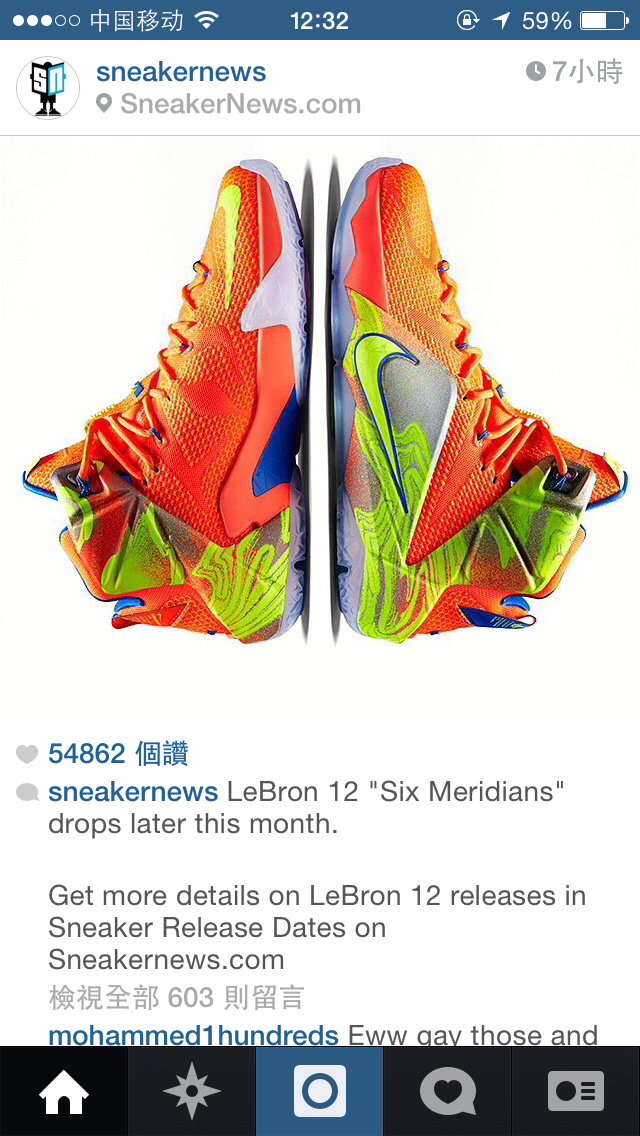 中国移动 12:32 59%
SN
sneakernews 7小時
SneakerNews.com
54862 個讚
sneakernews LeBron 12 "Six Meridians"
drops later this month.
Get more details on LeBron 12 releases in
Sneaker Release Dates on
Sneakernews.com
檢視全部 603 則留言
mohammed1hundreds Eww gay those and